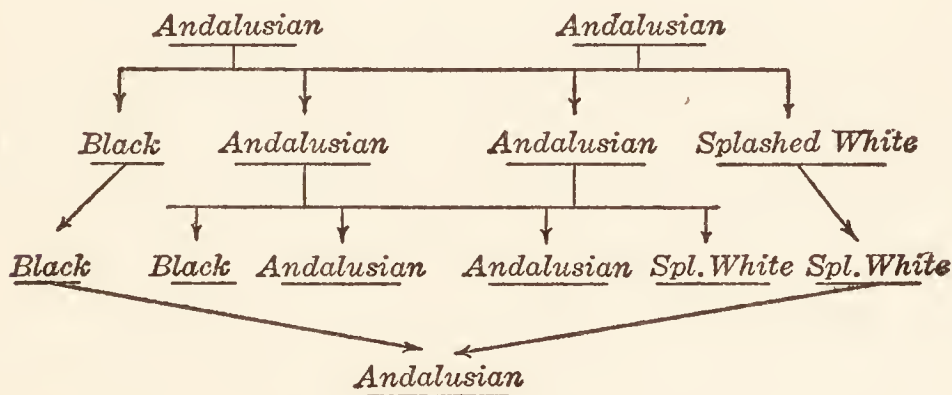 Andalusian Andalusian
Black Andalusian Andalusian Splashed White
Black Black Andalusian Andalusian Spl. White Spl. White
Andalusian